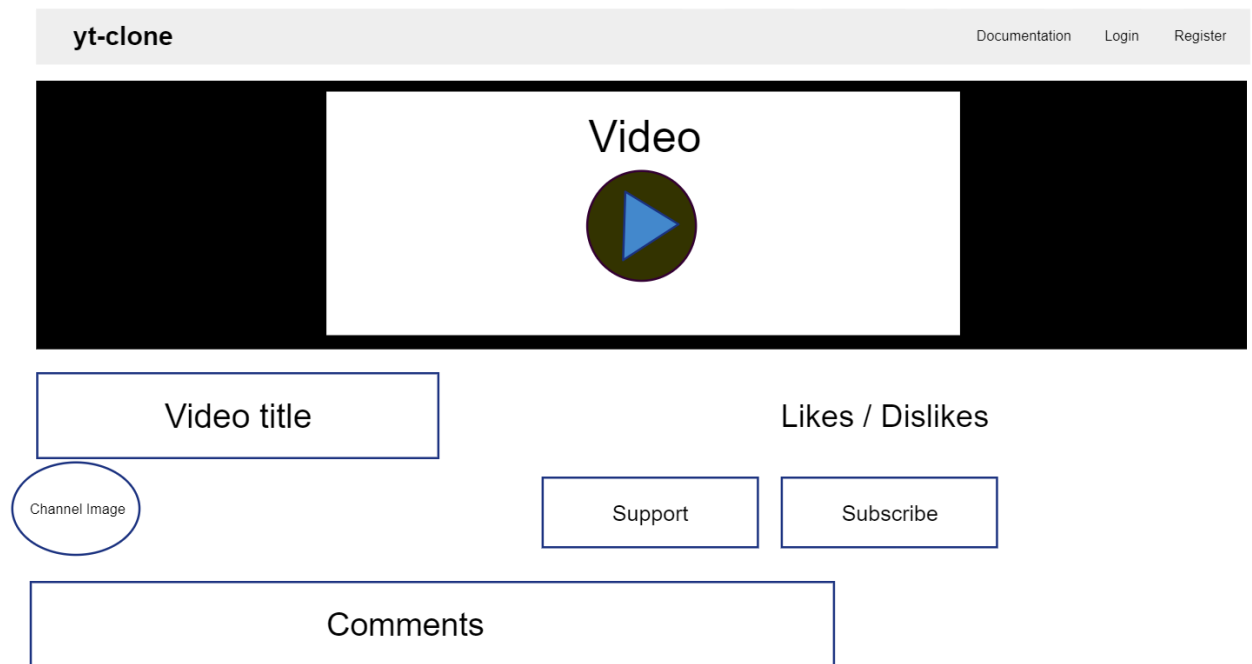 yt-clone
Documentation
Login
Register
Video
Video title
Likes / Dislikes
Channel Image
Support
Subscribe
Comments